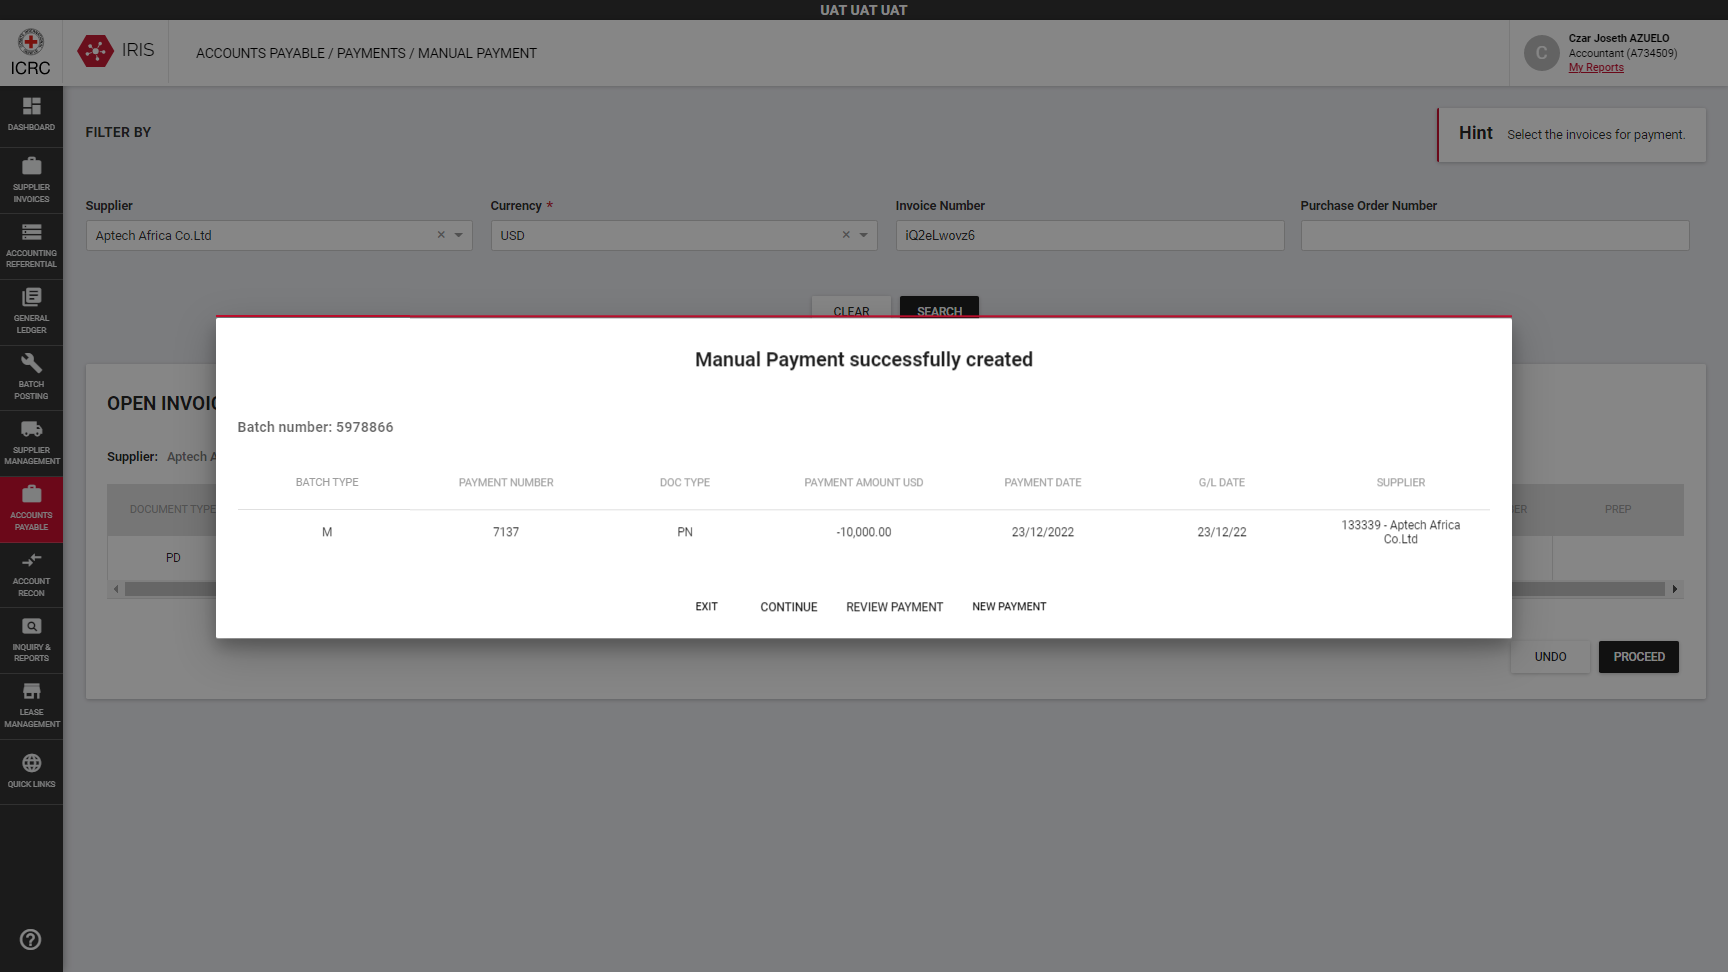 UAT UAT UAT
ICRC
IRIS
ACCOUNTS PAYABLE / PAYMENTS / MANUAL PAYMENT
C
Czar Joseth AZUELO
Accountant (A734509)
My Reports
DASHBOARD
SUPPLIER
INVOICES
ACCOUNTING
REFERENTIAL
GENERAL
LEDGER
BATCH
POSTING
SUPPLIER
MANAGEMENT
ACCOUNTS
PAYABLE
ACCOUNT
RECON
INQUIRY &
REPORTS
LEASE
MANAGEMENT
QUICK LINKS
FILTER BY
Hint Select the invoices for payment.
Supplier Currency * Invoice Number Purchase Order Number
Aptech Africa Co.Ltd × USD × iQ2eLwovz6
CLEAR SEARCH
Manual Payment successfully created
Batch number: 5978866
BATCH TYPE PAYMENT NUMBER DOC TYPE PAYMENT AMOUNT USD PAYMENT DATE G/L DATE SUPPLIER
M 7137 PN -10,000.00 23/12/2022 23/12/22 133339 - Aptech Africa
Co.Ltd
EXIT CONTINUE REVIEW PAYMENT NEW PAYMENT
OPEN INVOIC
Supplier: Aptech A
DOCUMENT TYPE BER PREP
PD
UNDO PROCEED